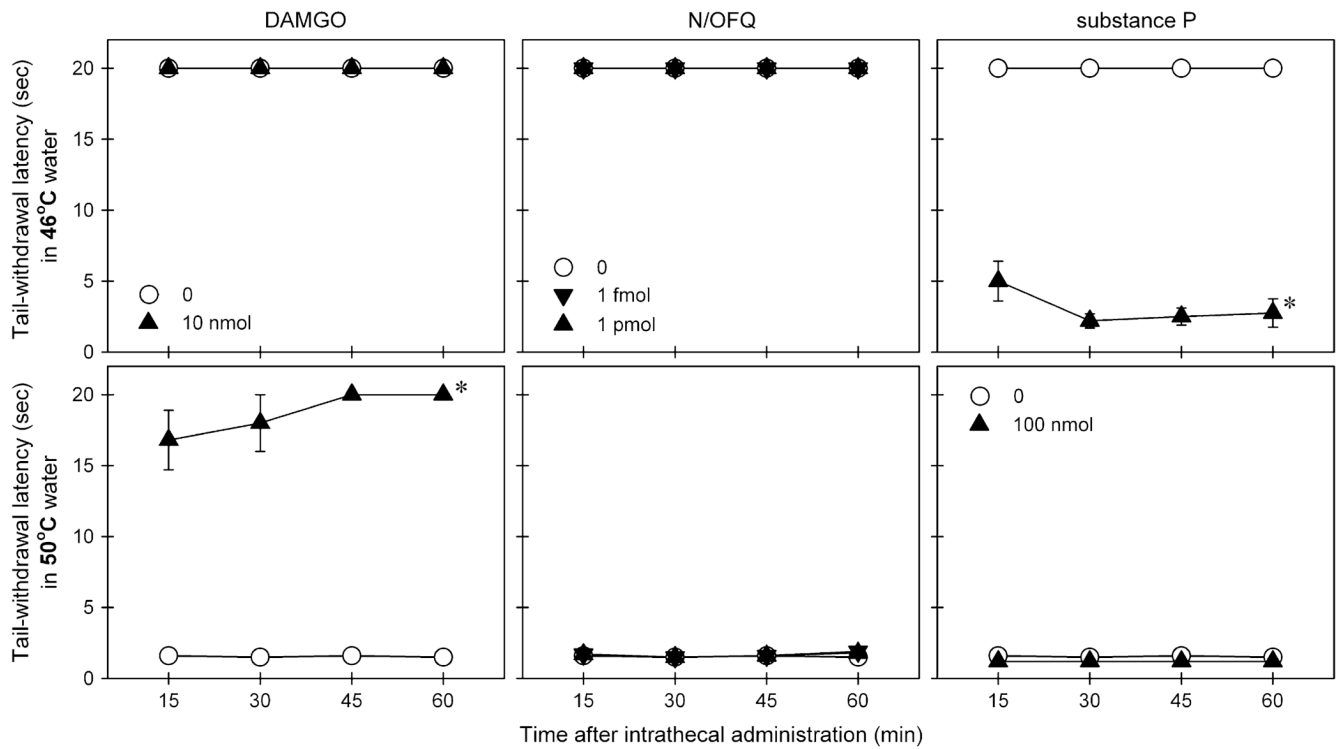 DAMGO
N/OFQ
substance P
Tail-withdrawal latency (sec)
in 46°C water
20
15
10
5
0
0
10 nmol
0
1 fmol
1 pmol
*
Tail-withdrawal latency (sec)
in 50°C water
20
15
10
5
0
*
0
100 nmol
15 30 45 60
15 30 45 60
15 30 45 60
Time after intrathecal administration (min)